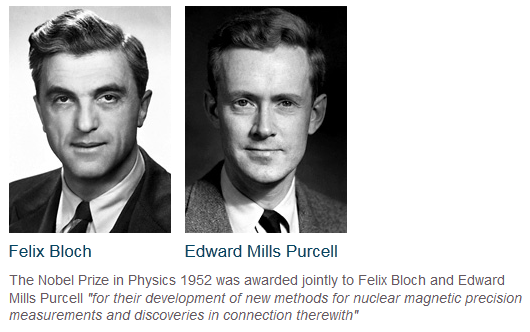 Felix Bloch
Edward Mills Purcell
The Nobel Prize in Physics 1952 was awarded jointly to Felix Bloch and Edward
Mills Purcell "for their development of new methods for nuclear magnetic precision
measurements and discoveries in connection therewith"